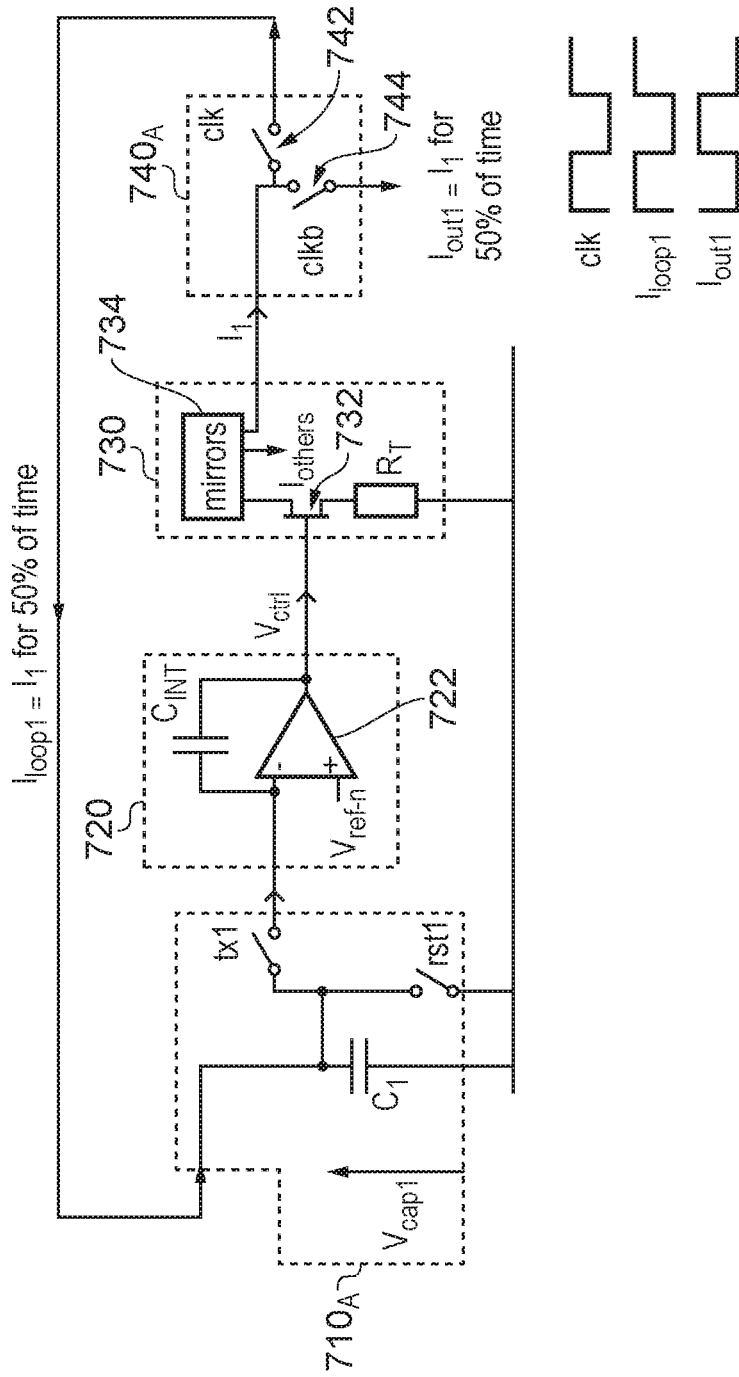 I_loop1 = I_1 for 50% of time
710_A
V_cap1
C_1
rst1
tx1
720
C_INT
V_ref-n
-
+
722
V_ctrl
730
734
mirrors
I_others
732
R_T
I_1
740_A
clk
742
clkb
744
I_out1 = I_1 for
50% of time
clk
I_loop1
I_out1